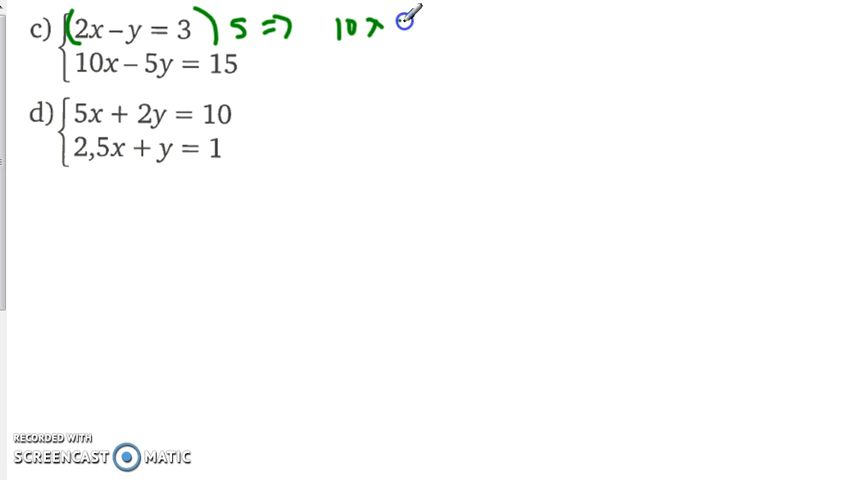 c) (2x – y = 3) 5 => 10x
10x – 5y = 15
d) 5x + 2y = 10
2,5x + y = 1
RECORDED WITH
SCREENCAST MATIC